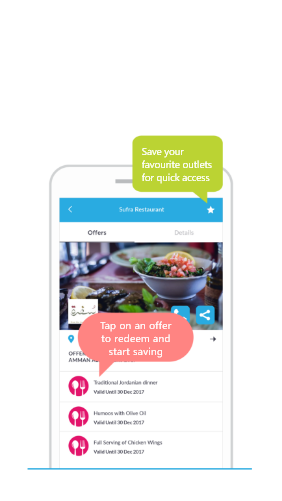 Save your
favourite outlets
for quick access
Sufra Restaurant
Offers
Details
Tap on an offer
to redeem and
start saving
OFFER
AMMAN
Traditional Jordanian dinner
Valid Until 30 Dec 2017
Humoce with Olive Oil
Valid Until 30 Dec 2017
Full Serving of Chicken Wings
Valid Until 30 Dec 2017